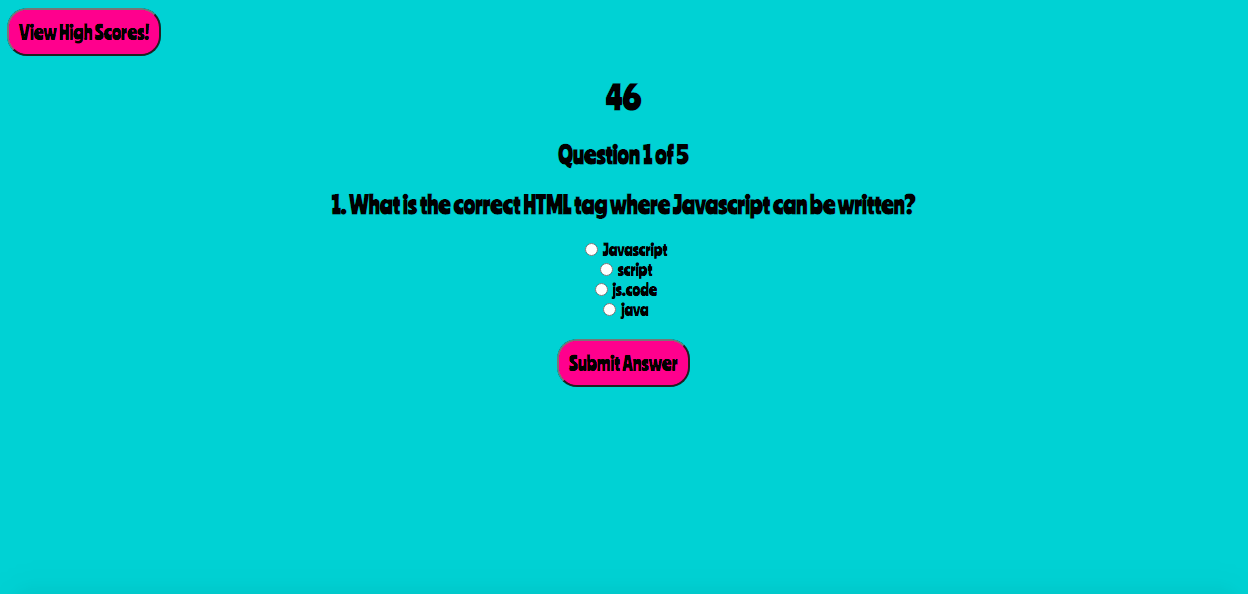 View High Scores!
46
Question 1 of 5
1. What is the correct HTML tag where Javascript can be written?
Javascript
script
js.code
java
Submit Answer